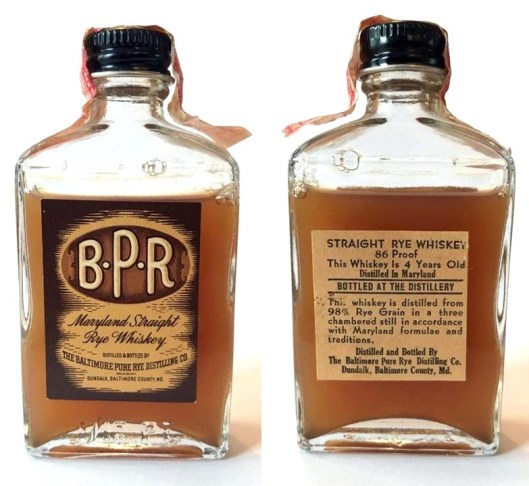 B·P·R
Maryland Straight
Rye Whiskey
DISTILLED & BOTTLED BY
THE BALTIMORE PURE RYE DISTILLING CO.
DUNDALK, BALTIMORE COUNTY, MD.
STRAIGHT RYE WHISKEY
86 Proof
This Whiskey is 4 Years Old
Distilled in Maryland
BOTTLED AT THE DISTILLERY
This whiskey is distilled from
98% Rye Grain in a three
chambered still in accordance
with Maryland formulae and
traditions.
Distilled and Bottled By
The Baltimore Pure Rye Distilling Co.
Dundalk, Baltimore County, Md.